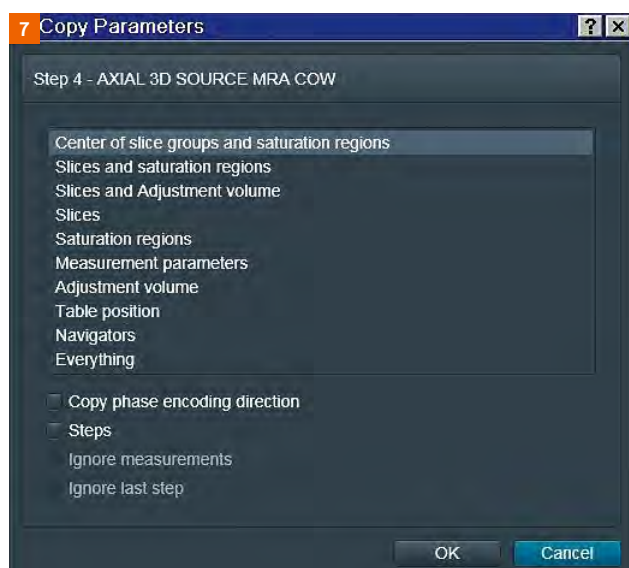 7 Copy Parameters ? ×
Step 4 - AXIAL 3D SOURCE MRA COW
Center of slice groups and saturation regions
Slices and saturation regions
Slices and Adjustment volume
Slices
Saturation regions
Measurement parameters
Adjustment volume
Table position
Navigators
Everything
Copy phase encoding direction
Steps
Ignore measurements
Ignore last step
OK Cancel